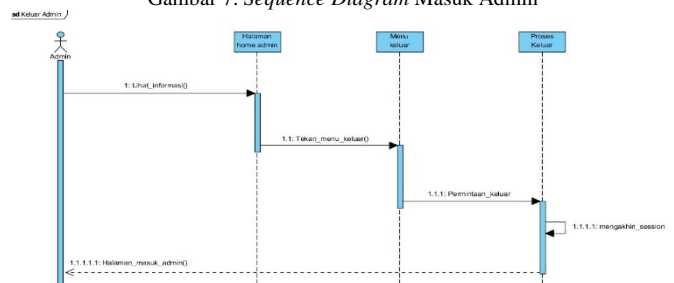 Gambar 7. Sequence Diagram Masuk Admin
sd Keluar Admin
Admin
Halaman
home admin
Menu
keluar
Proses
Keluar
1: Lihat_informasi()
1.1: Tekan_menu_keluar()
1.1.1: Permintaan_keluar
1.1.1.1: mengakhiri_session
1.1.1.1.1: Halaman_masuk_admin()